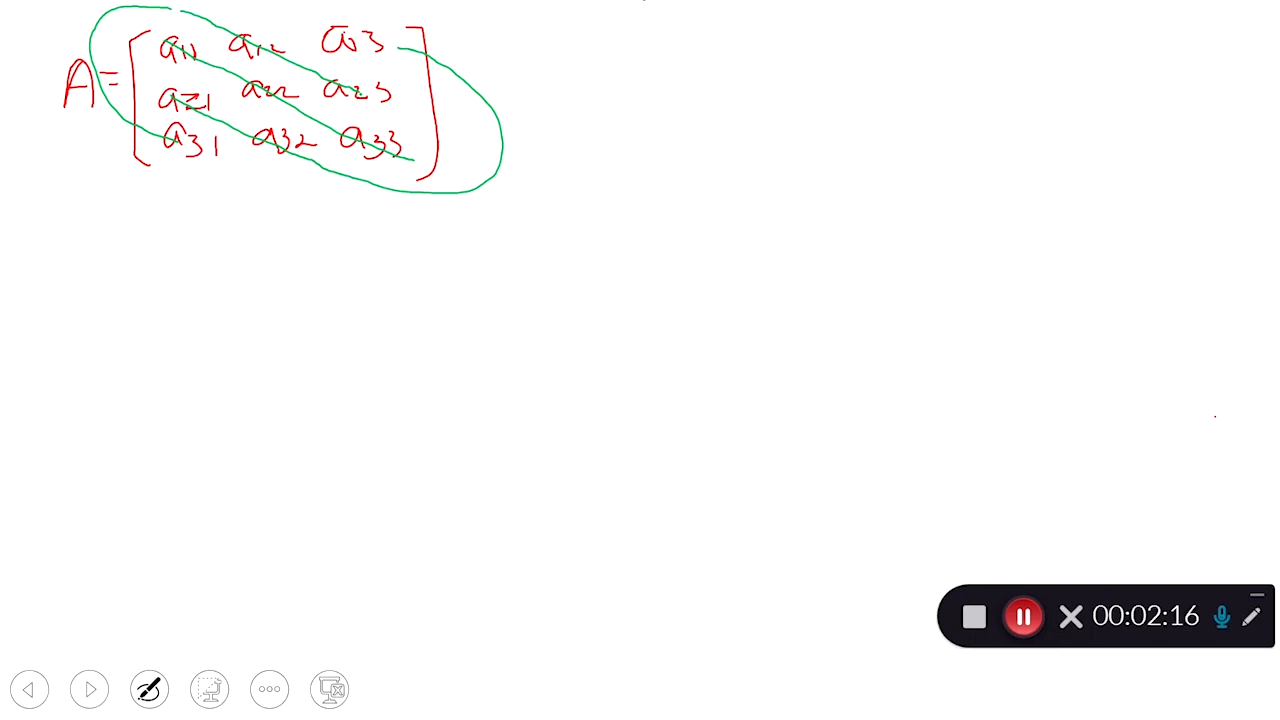 A = [ a11 a12 a13
a21 a22 a23
a31 a32 a33 ]
00:02:16